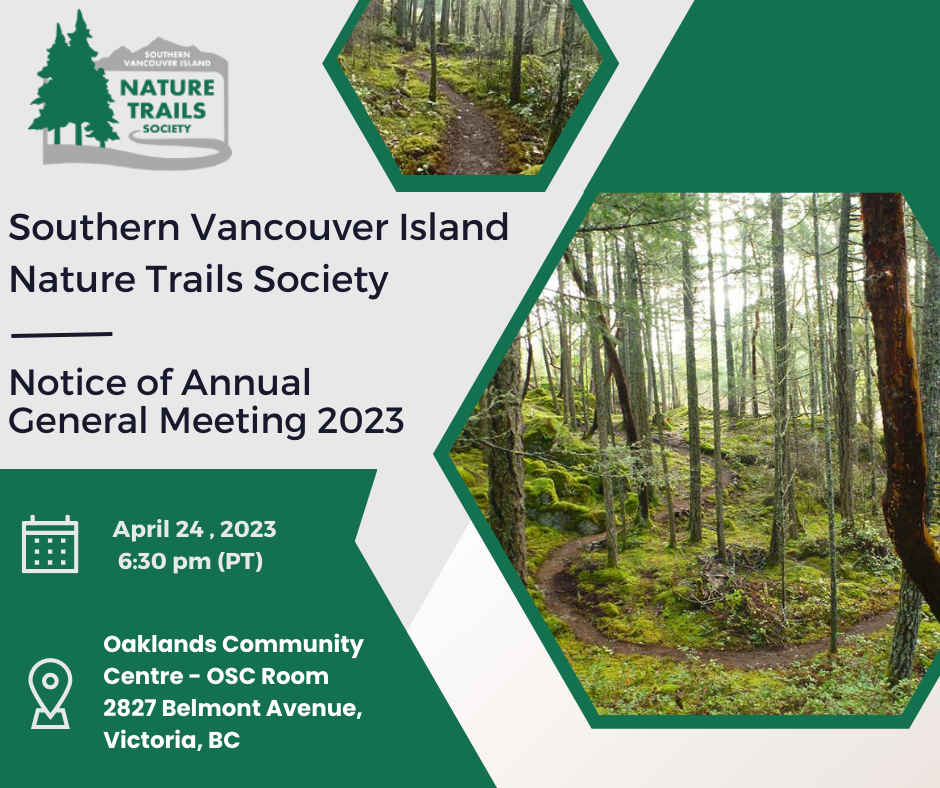 SOUTHERN
VANCOUVER ISLAND
NATURE
TRAILS
SOCIETY
Southern Vancouver Island
Nature Trails Society
Notice of Annual
General Meeting 2023
April 24 , 2023
6:30 pm (PT)
Oaklands Community
Centre - OSC Room
2827 Belmont Avenue,
Victoria, BC